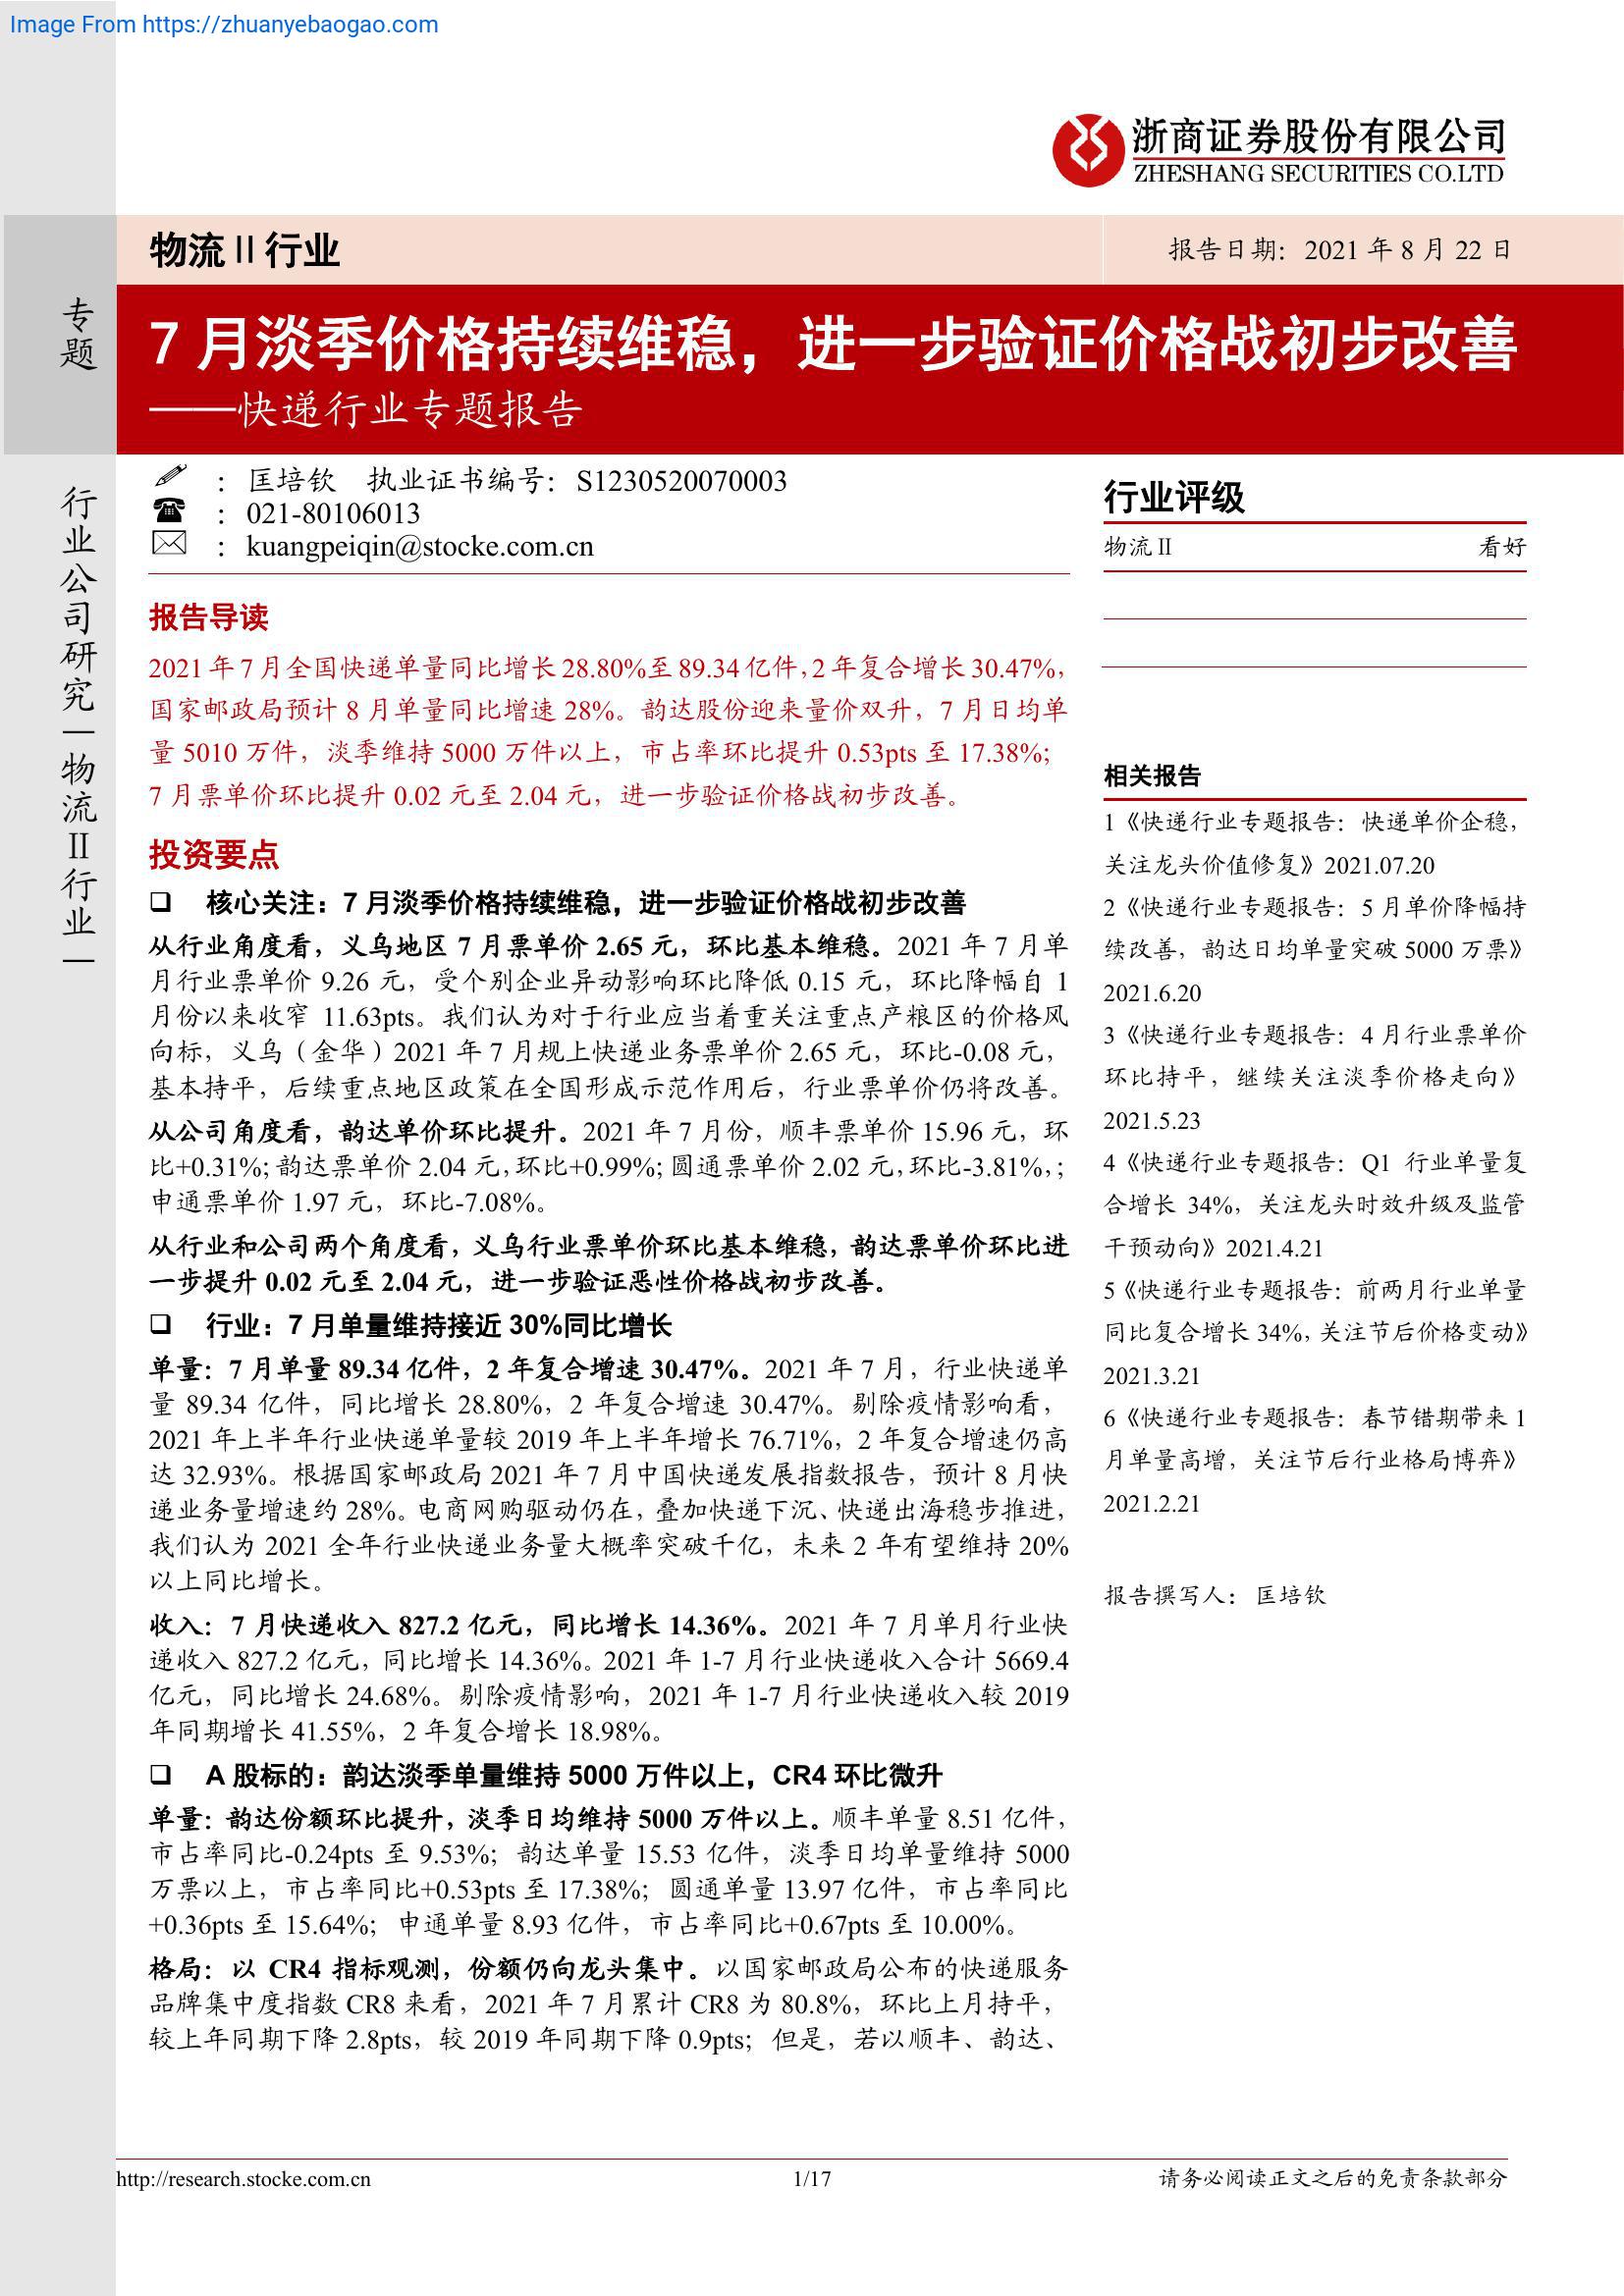 Image From https://zhuanyebaogao.com
浙商证券股份有限公司
ZHESHANG SECURITIES CO.LTD
物流Ⅱ行业
报告日期：2021 年 8 月 22 日
专题
7 月淡季价格持续维稳，进一步验证价格战初步改善
——快递行业专题报告
行业公司研究|物流Ⅱ行业|
：匡培钦 执业证书编号：S1230520070003
：021-80106013
：kuangpeiqin@stocke.com.cn
报告导读
2021 年 7 月全国快递单量同比增长 28.80%至 89.34 亿件，2 年复合增长 30.47%，
国家邮政局预计 8 月单量同比增速 28%。韵达股份迎来量价双升，7 月日均单
量 5010 万件，淡季维持 5000 万件以上，市占率环比提升 0.53pts 至 17.38%；
7 月票单价环比提升 0.02 元至 2.04 元，进一步验证价格战初步改善。
投资要点
❑ 核心关注：7 月淡季价格持续维稳，进一步验证价格战初步改善
从行业角度看，义乌地区 7 月票单价 2.65 元，环比基本维稳。2021 年 7 月单
月行业票单价 9.26 元，受个别企业异动影响环比降低 0.15 元，环比降幅自 1
月份以来收窄 11.63pts。我们认为对于行业应当着重关注重点产粮区的价格风
向标，义乌（金华）2021 年 7 月规上快递业务票单价 2.65 元，环比-0.08 元，
基本持平，后续重点地区政策在全国形成示范作用后，行业票单价仍将改善。
从公司角度看，韵达单价环比提升。2021 年 7 月份，顺丰票单价 15.96 元，环
比+0.31%；韵达票单价 2.04 元，环比+0.99%；圆通票单价 2.02 元，环比-3.81%，；
申通票单价 1.97 元，环比-7.08%。
从行业和公司两个角度看，义乌行业票单价环比基本维稳，韵达票单价环比进
一步提升 0.02 元至 2.04 元，进一步验证恶性价格战初步改善。
❑ 行业：7 月单量维持接近 30%同比增长
单量：7 月单量 89.34 亿件，2 年复合增速 30.47%。2021 年 7 月，行业快递单
量 89.34 亿件，同比增长 28.80%，2 年复合增速 30.47%。剔除疫情影响看，
2021 年上半年行业快递单量较 2019 年上半年增长 76.71%，2 年复合增速仍高
达 32.93%。根据国家邮政局 2021 年 7 月中国快递发展指数报告，预计 8 月快
递业务量增速约 28%。电商网购驱动仍在，叠加快递下沉、快递出海稳步推进，
我们认为 2021 全年行业快递业务量大概率突破千亿，未来 2 年有望维持 20%
以上同比增长。
收入：7 月快递收入 827.2 亿元，同比增长 14.36%。2021 年 7 月单月行业快
递收入 827.2 亿元，同比增长 14.36%。2021 年 1-7 月行业快递收入合计 5669.4
亿元，同比增长 24.68%。剔除疫情影响，2021 年 1-7 月行业快递收入较 2019
年同期增长 41.55%，2 年复合增长 18.98%。
❑ A 股标的：韵达淡季单量维持 5000 万件以上，CR4 环比微升
单量：韵达份额环比提升，淡季日均维持 5000 万件以上。顺丰单量 8.51 亿件，
市占率同比-0.24pts 至 9.53%；韵达单量 15.53 亿件，淡季日均单量维持 5000
万票以上，市占率同比+0.53pts 至 17.38%；圆通单量 13.97 亿件，市占率同比
+0.36pts 至 15.64%；申通单量 8.93 亿件，市占率同比+0.67pts 至 10.00%。
格局：以 CR4 指标观测，份额仍向龙头集中。以国家邮政局公布的快递服务
品牌集中度指数 CR8 来看，2021 年 7 月累计 CR8 为 80.8%，环比上月持平，
较上年同期下降 2.8pts，较 2019 年同期下降 0.9pts；但是，若以顺丰、韵达、
行业评级
物流Ⅱ 看好
相关报告
1《快递行业专题报告：快递单价企稳，
关注龙头价值修复》2021.07.20
2《快递行业专题报告：5 月单价降幅持
续改善，韵达日均单量突破 5000 万票》
2021.6.20
3《快递行业专题报告：4 月行业票单价
环比持平，继续关注淡季价格走向》
2021.5.23
4《快递行业专题报告：Q1 行业单量复
合增长 34%，关注龙头时效升级及监管
干预动向》2021.4.21
5《快递行业专题报告：前两月行业单量
同比复合增长 34%，关注节后价格变动》
2021.3.21
6《快递行业专题报告：春节错期带来 1
月单量高增，关注节后行业格局博弈》
2021.2.21
报告撰写人：匡培钦
http://research.stocke.com.cn
1/17
请务必阅读正文之后的免责条款部分